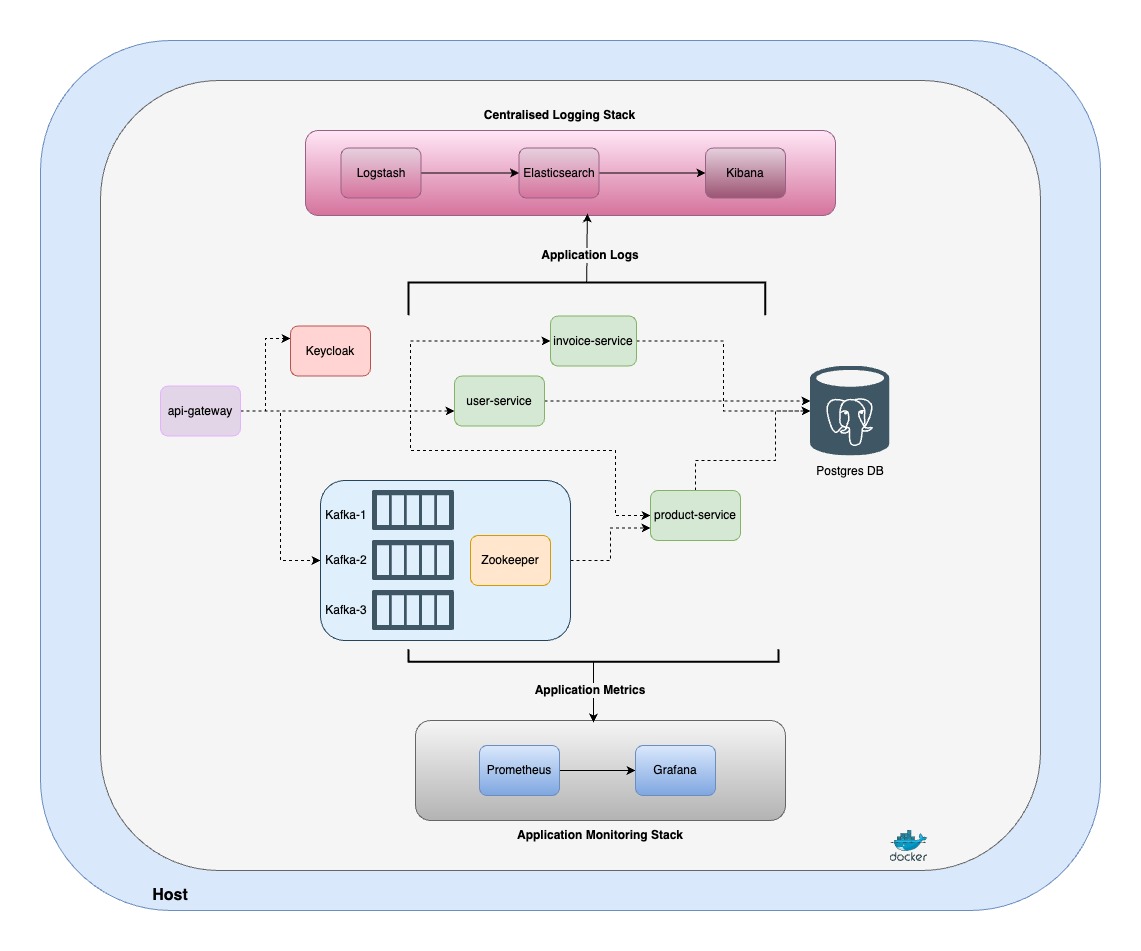 Centralised Logging Stack
Logstash
Elasticsearch
Kibana
Application Logs
invoice-service
Keycloak
user-service
api-gateway
Postgres DB
Kafka-1
product-service
Kafka-2
Zookeeper
Kafka-3
Application Metrics
Prometheus
Grafana
Application Monitoring Stack
docker
Host